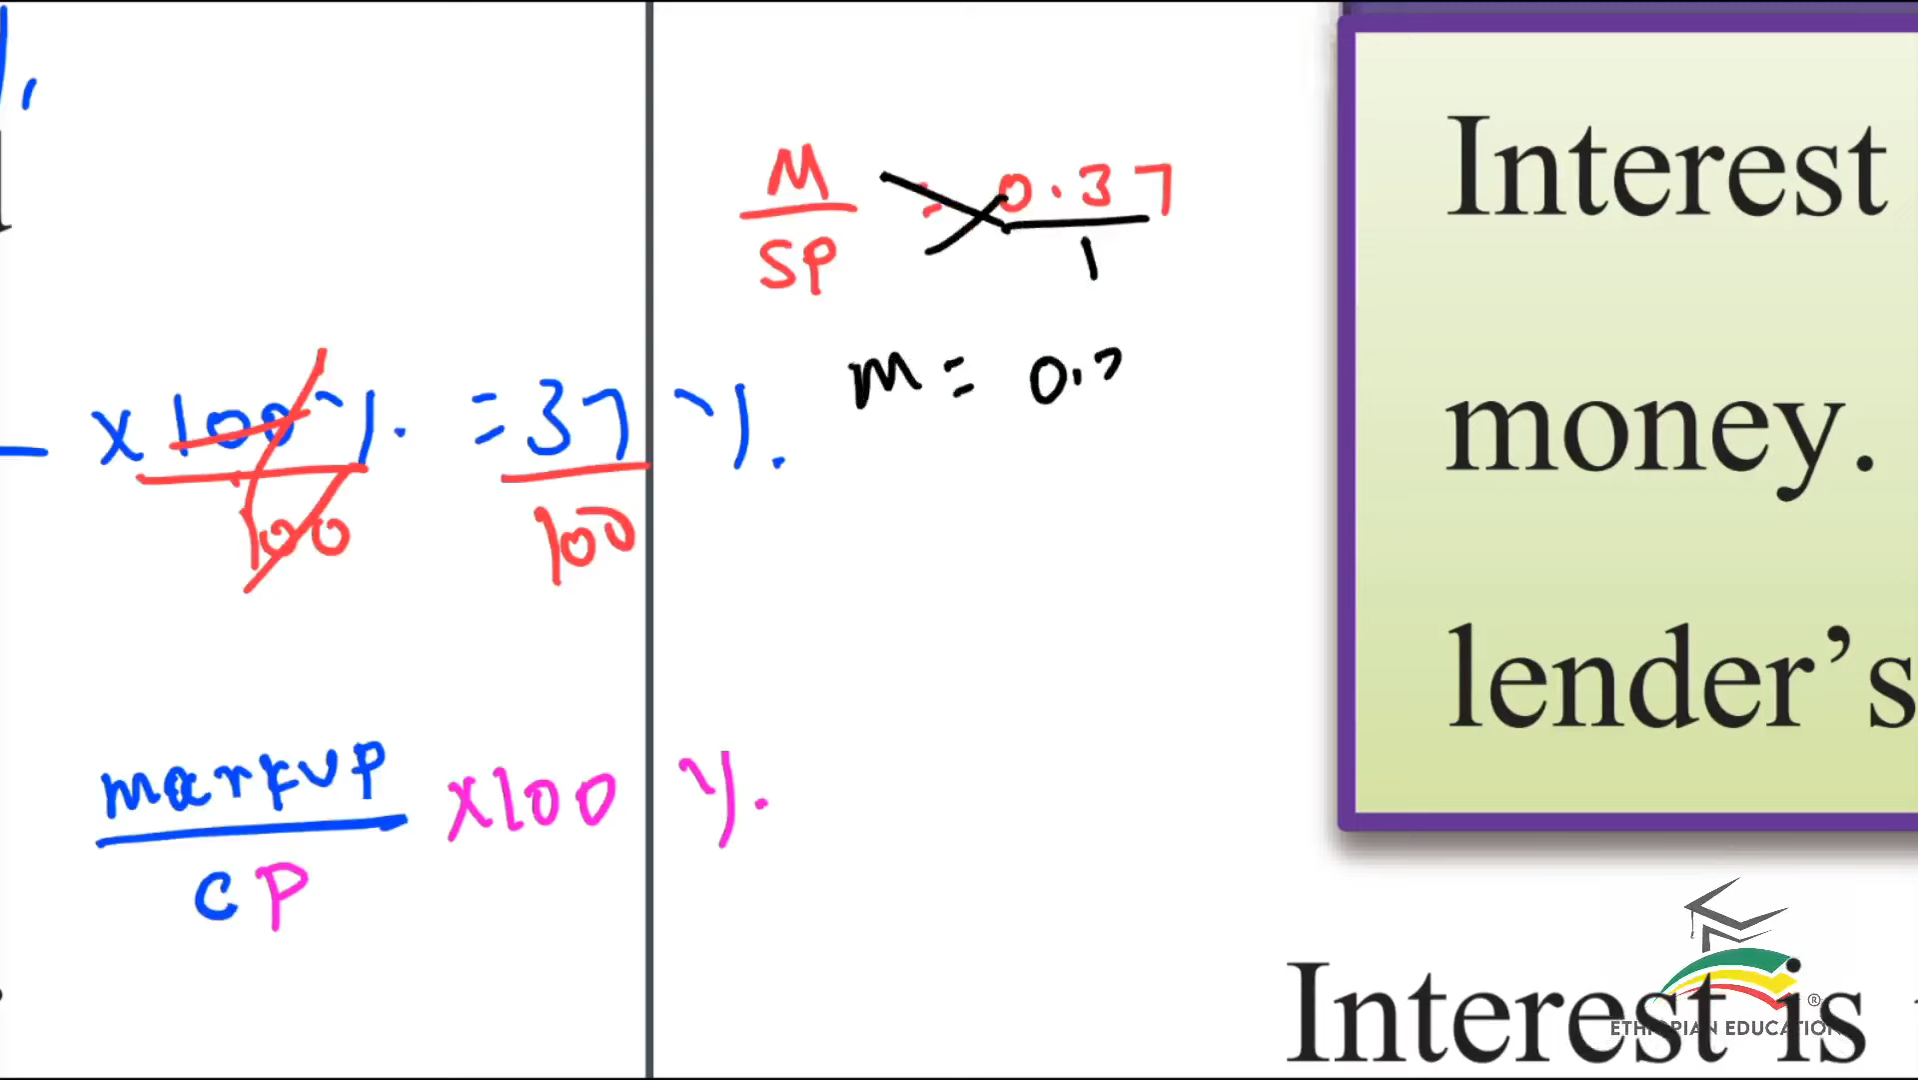 M/SP = 0.37/1
M = 0.3
x 100%/100 = 37%/100
markup/CP x100%
Interest
money.
lender’s
Interest is
ETHIOPIAN EDUCATION ®